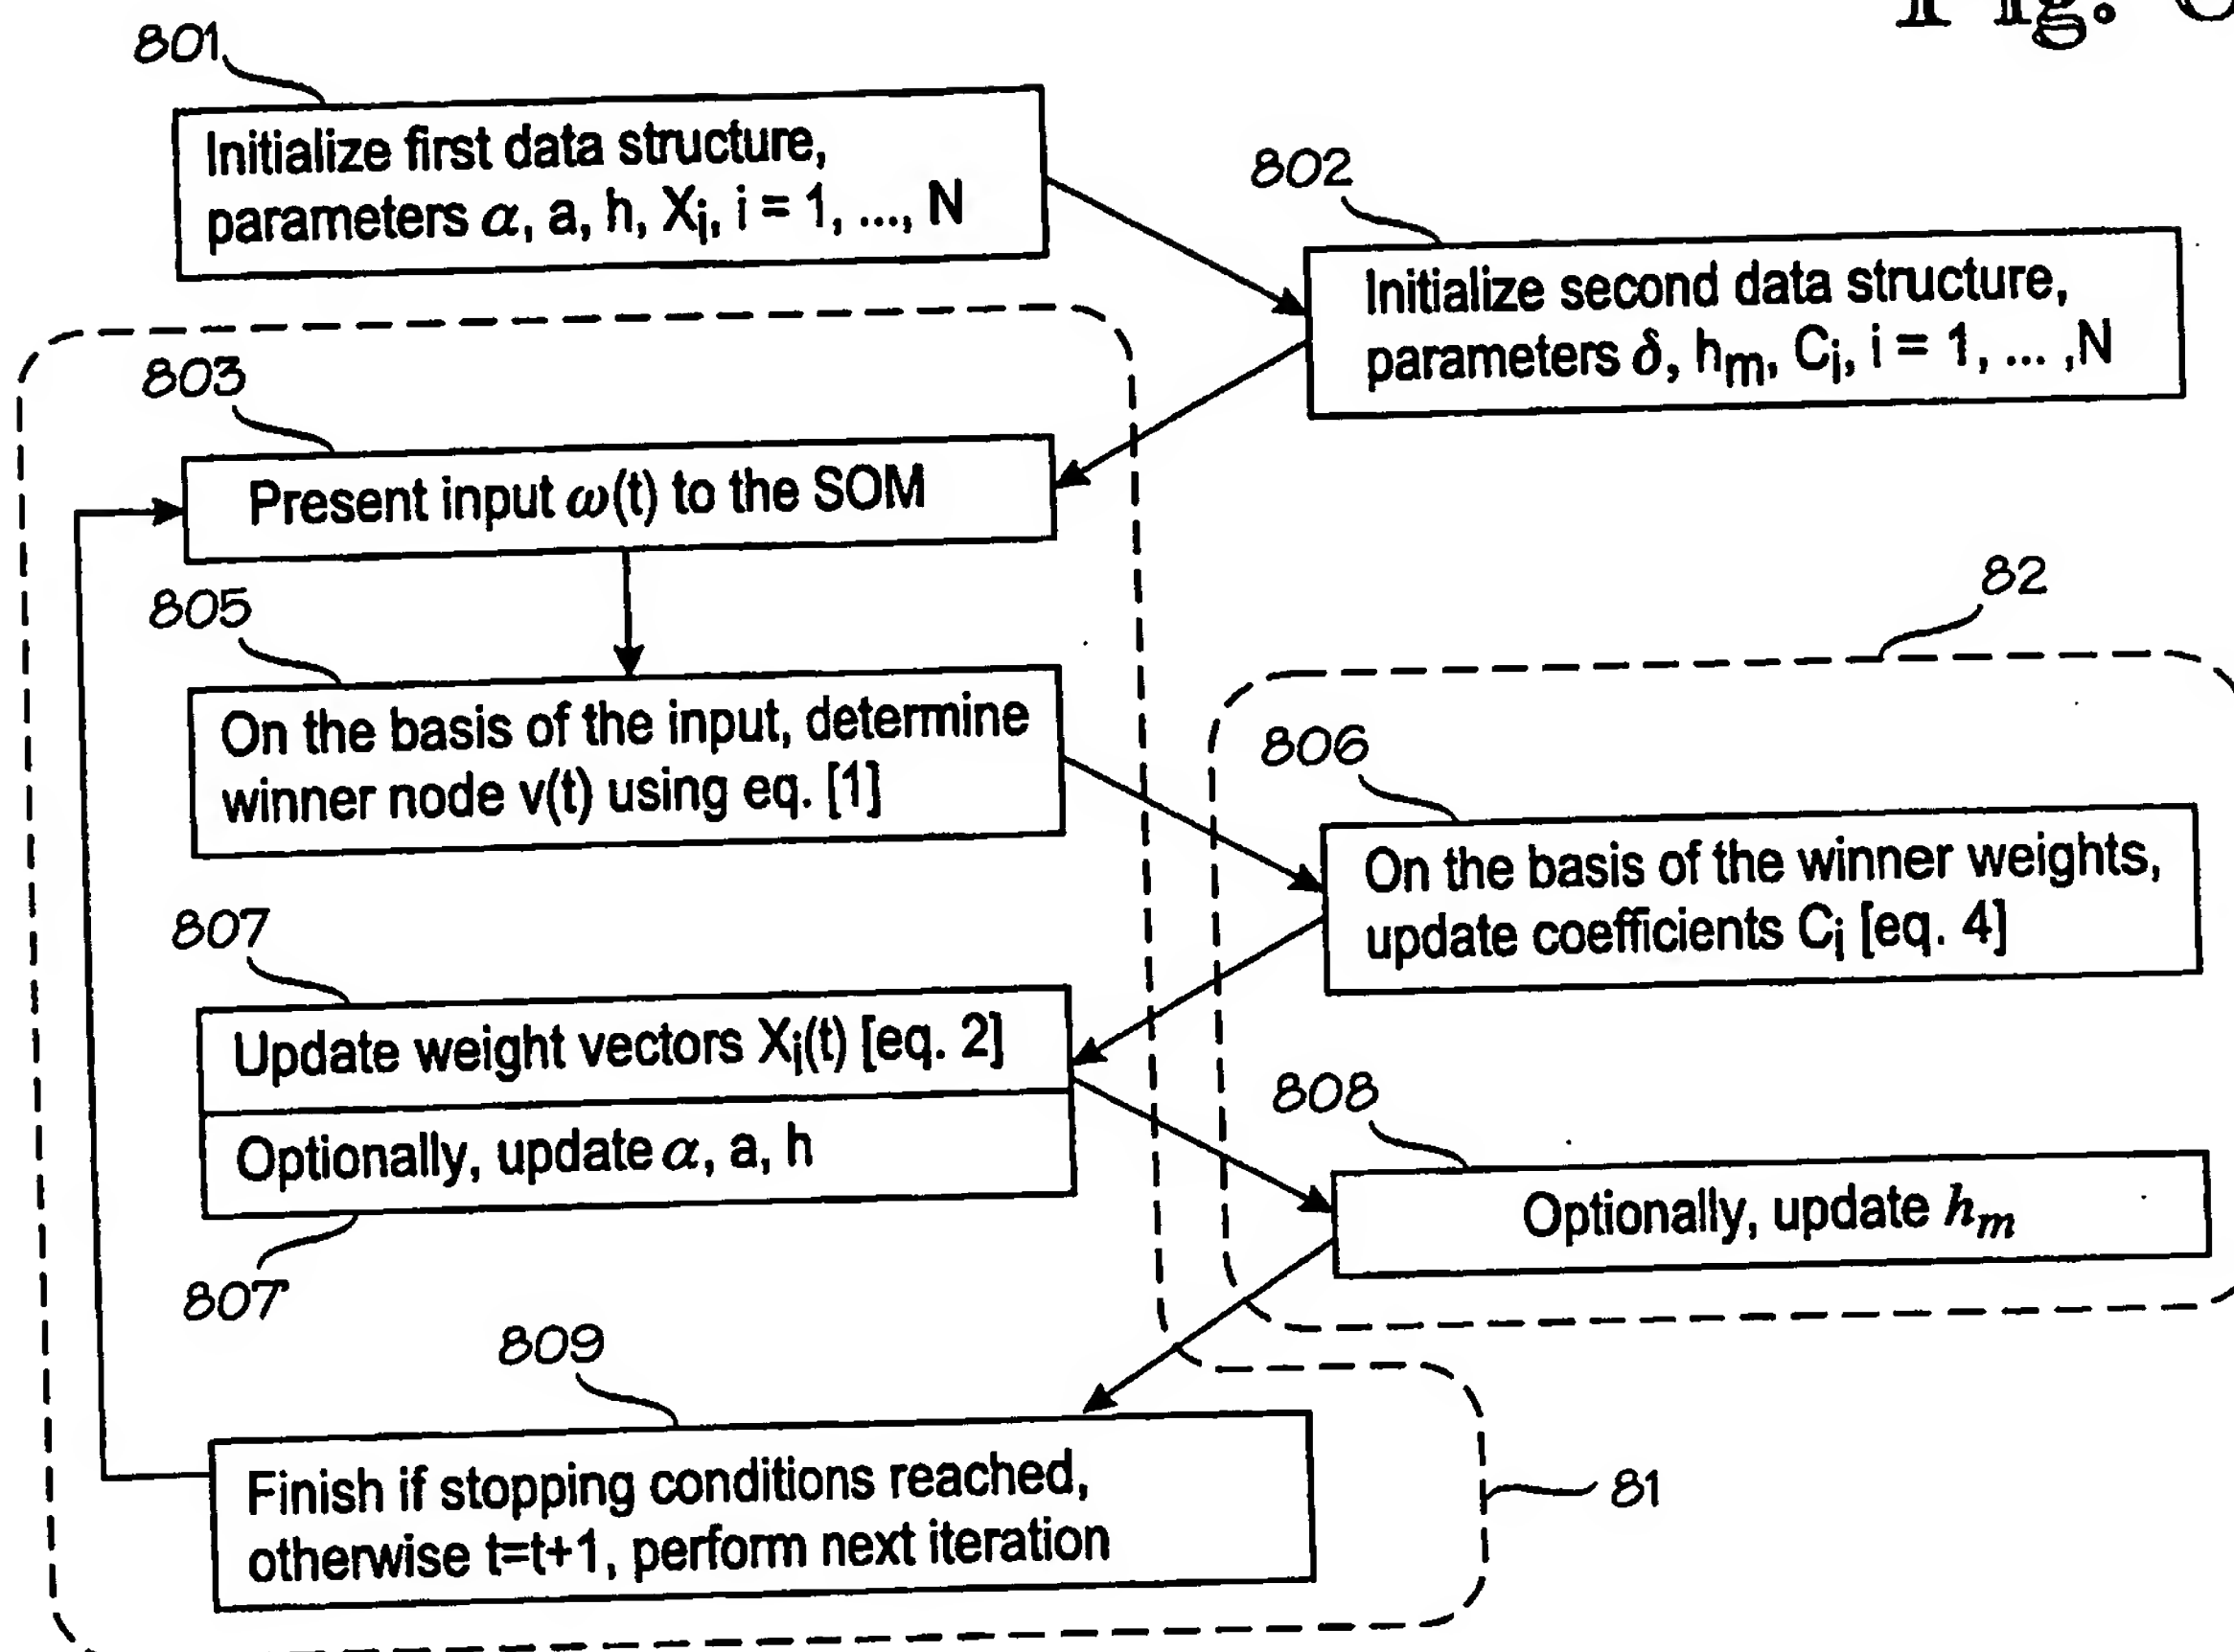 Fig.
801
Initialize first data structure,
parameters α, a, h, Xi, i = 1, ..., N
802
Initialize second data structure,
parameters δ, hm, Ci, i = 1, ... ,N
803
Present input ω(t) to the SOM
805
On the basis of the input, determine
winner node v(t) using eq. [1]
82
806
On the basis of the winner weights,
update coefficients Ci [eq. 4]
807
Update weight vectors Xi(t) [eq. 2]
Optionally, update α, a, h
807
808
Optionally, update hm
809
Finish if stopping conditions reached,
otherwise t=t+1, perform next iteration
81